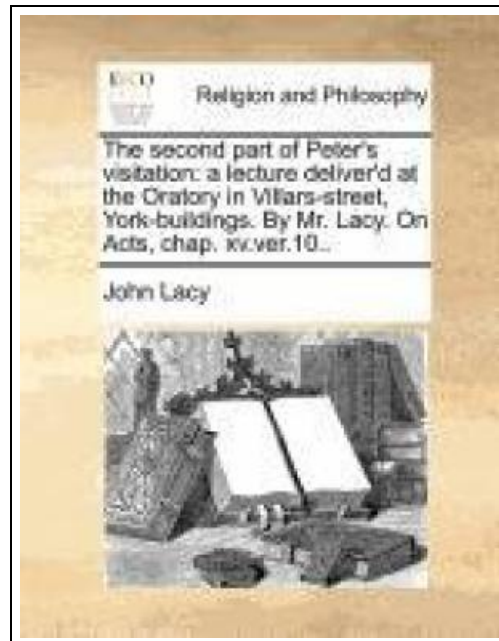 ECCO
Religion and Philosophy
The second part of Peter's
visitation: a lecture deliver'd at
the Oratory in Villars-street,
York-buildings. By Mr. Lacy. On
Acts, chap. xv.ver.10..
John Lacy